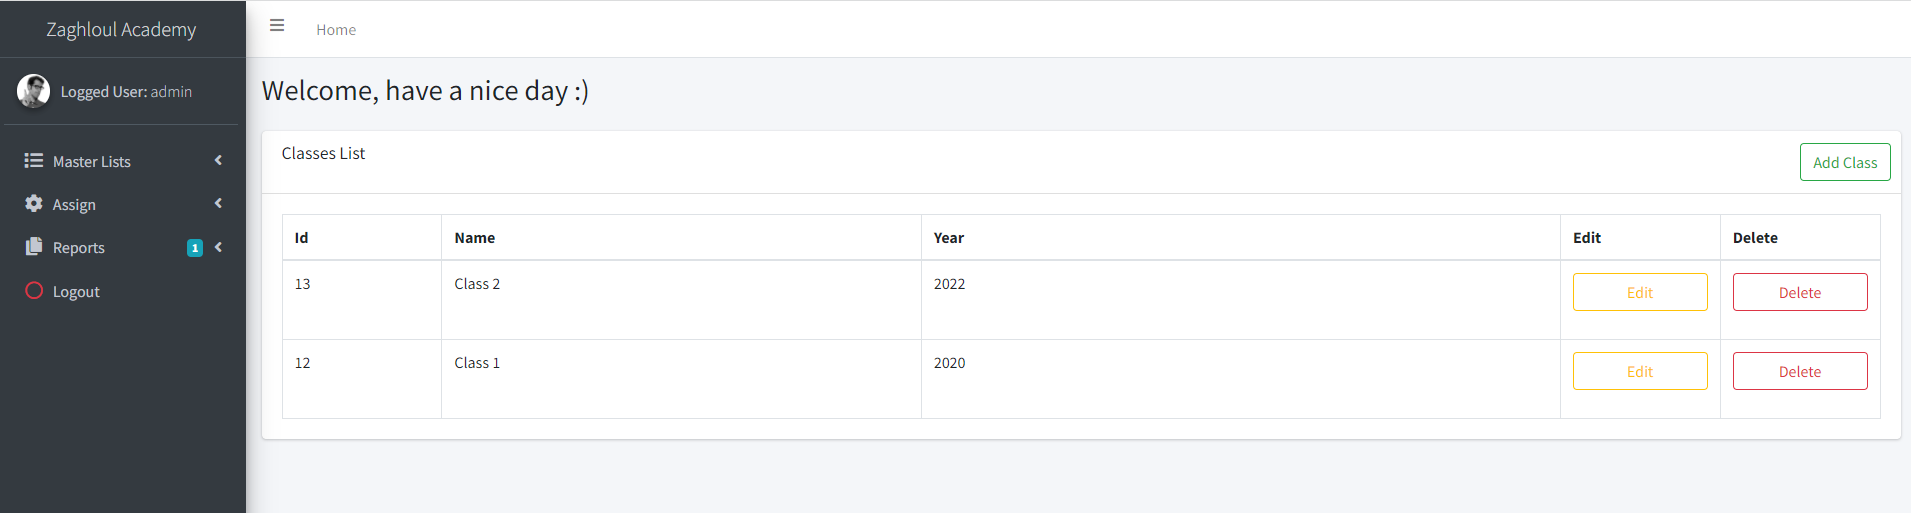 Zaghloul Academy
Home
Logged User: admin
Master Lists
Assign
Reports 1
Logout
Welcome, have a nice day :)
Classes List
Add Class
Id Name Year Edit Delete
13 Class 2 2022 Edit Delete
12 Class 1 2020 Edit Delete